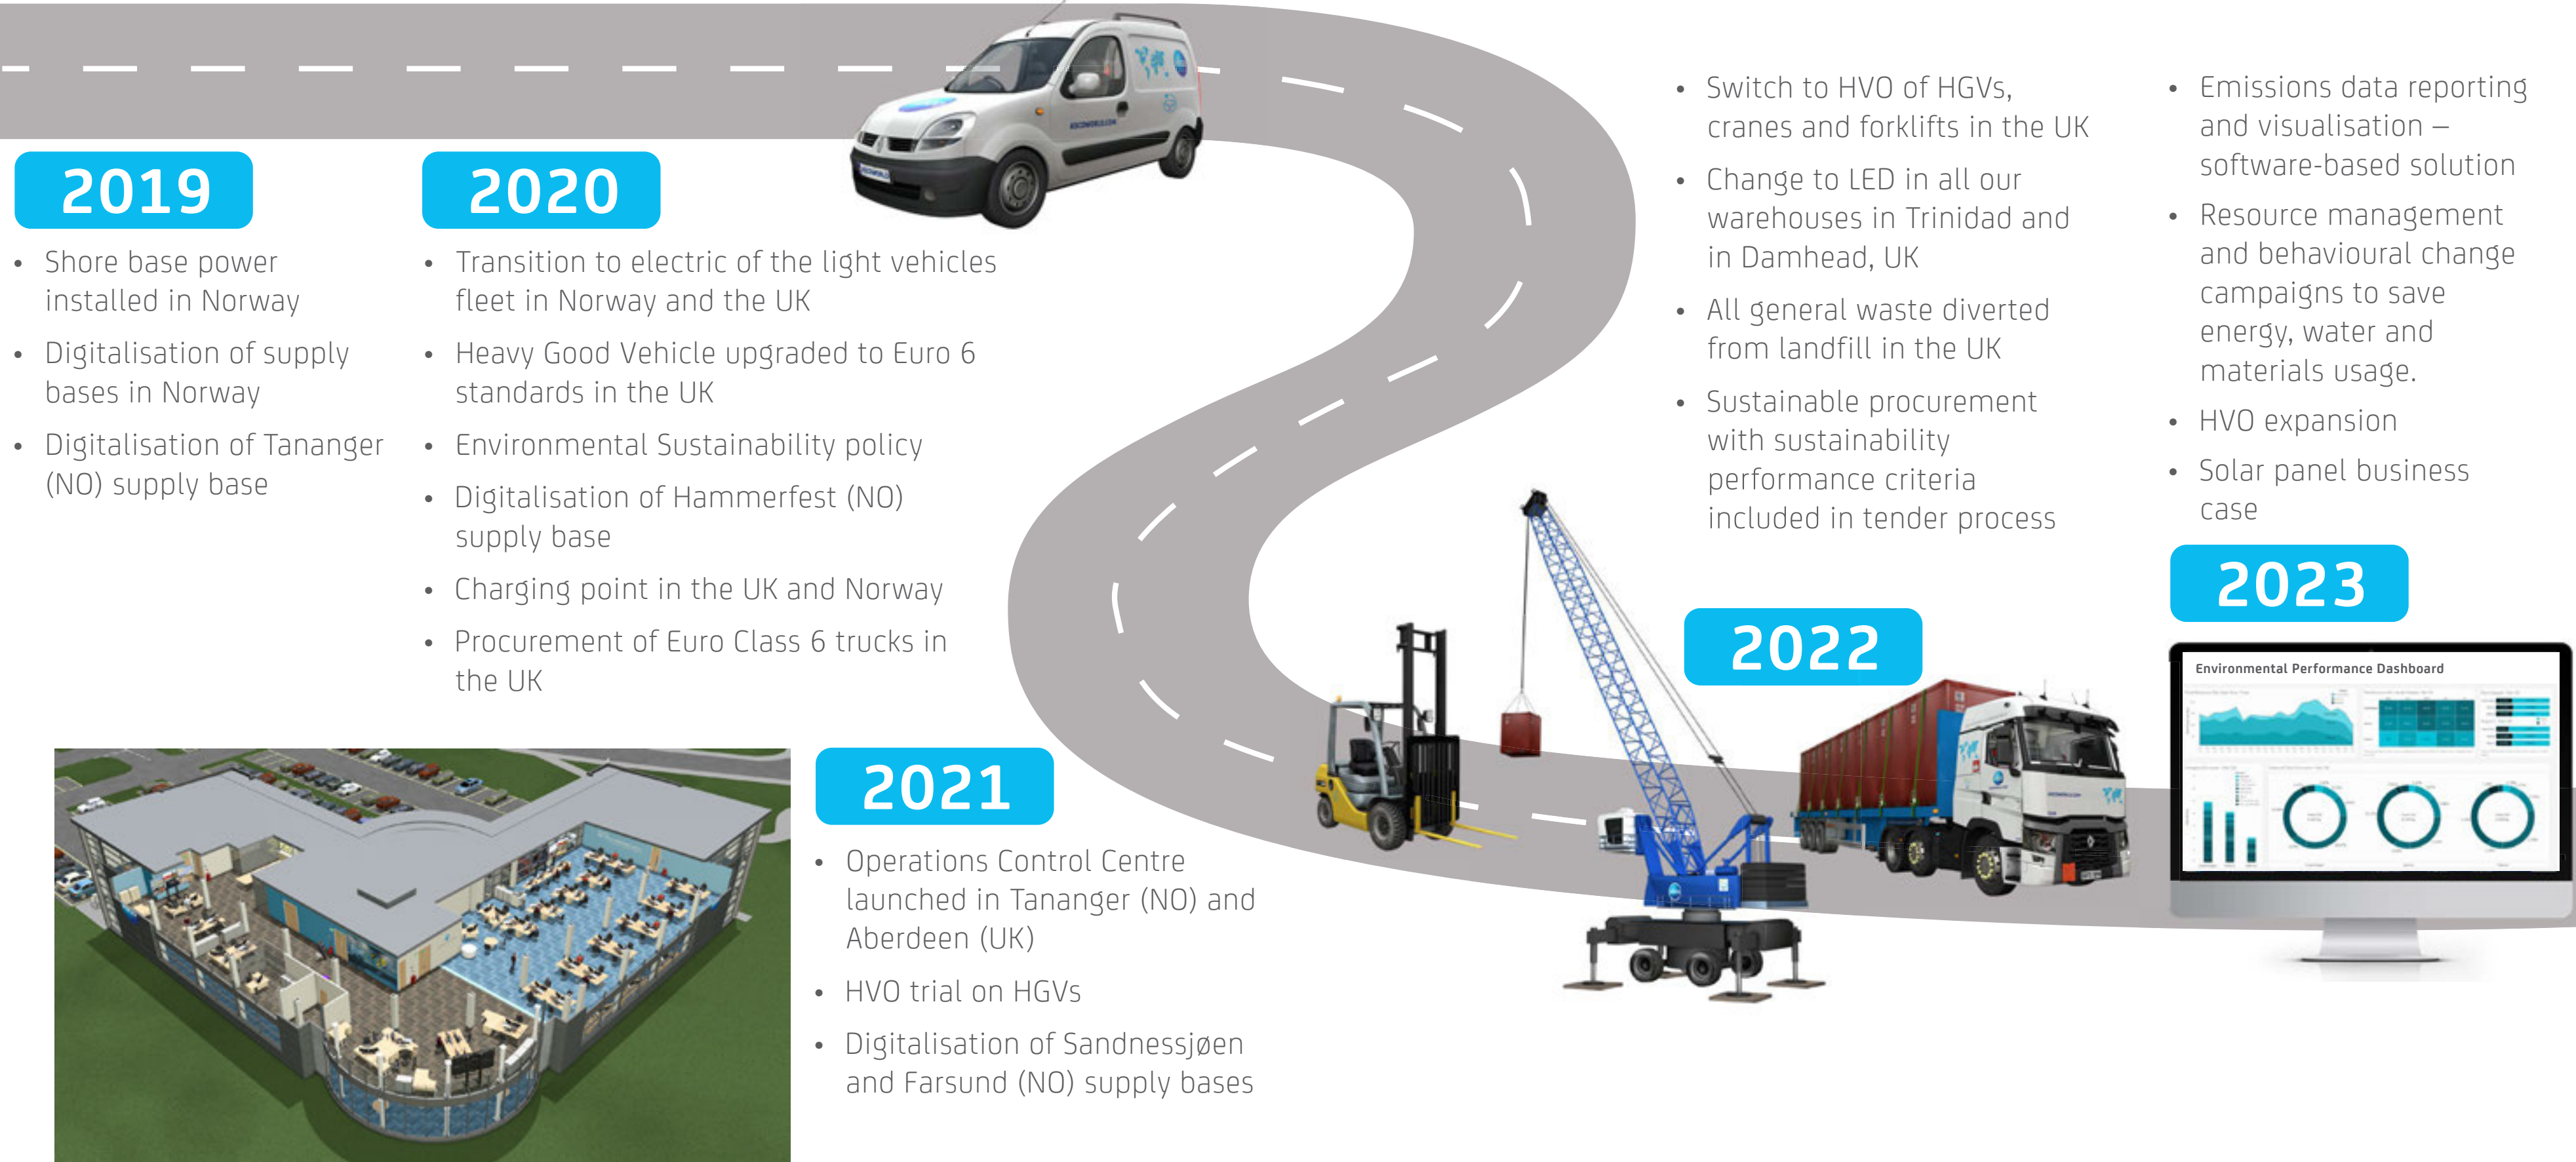 2019
• Shore base power
installed in Norway
• Digitalisation of supply
bases in Norway
• Digitalisation of Tananger
(NO) supply base
2020
• Transition to electric of the light vehicles
fleet in Norway and the UK
• Heavy Good Vehicle upgraded to Euro 6
standards in the UK
• Environmental Sustainability policy
• Digitalisation of Hammerfest (NO)
supply base
• Charging point in the UK and Norway
• Procurement of Euro Class 6 trucks in
the UK
2021
• Operations Control Centre
launched in Tananger (NO) and
Aberdeen (UK)
• HVO trial on HGVs
• Digitalisation of Sandnessjøen
and Farsund (NO) supply bases
• Switch to HVO of HGVs,
cranes and forklifts in the UK
• Change to LED in all our
warehouses in Trinidad and
in Damhead, UK
• All general waste diverted
from landfill in the UK
• Sustainable procurement
with sustainability
performance criteria
included in tender process
2022
• Emissions data reporting
and visualisation –
software-based solution
• Resource management
and behavioural change
campaigns to save
energy, water and
materials usage.
• HVO expansion
• Solar panel business
case
2023
Environmental Performance Dashboard
ASCOWORLD.COM
ASCOWORLD